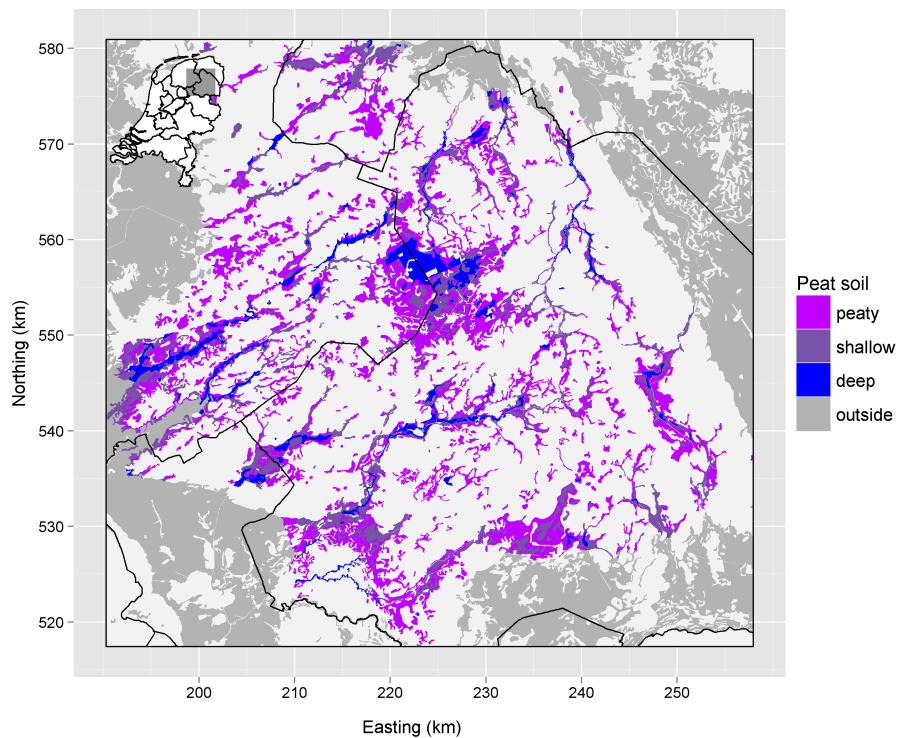 580
570
560
550
540
530
520
Northing (km)
200
210
220
230
240
250
Easting (km)
Peat soil
peaty
shallow
deep
outside